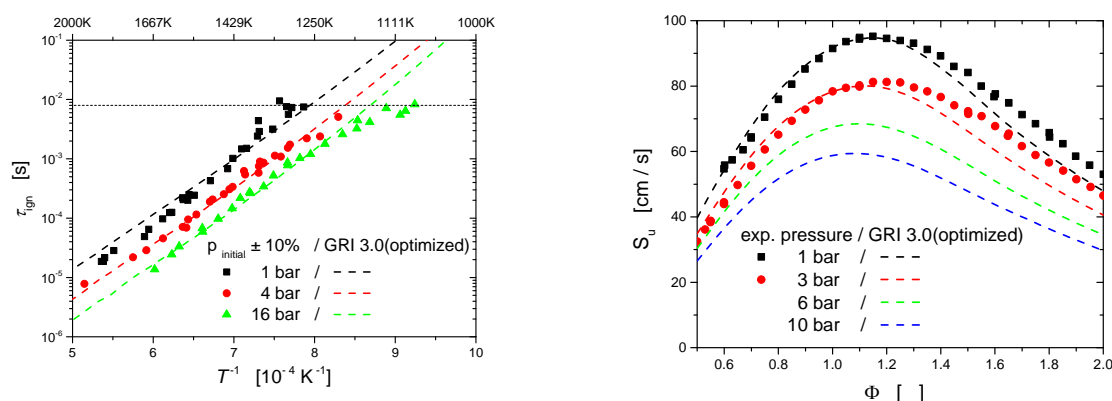 2000K 1667K 1429K 1250K 1111K 1000K
10⁻¹
10⁻²
10⁻³
10⁻⁴
10⁻⁵
10⁻⁶
τign [s]
p initial ± 10% / GRI 3.0(optimized)
1 bar /
4 bar /
16 bar /
5 6 7 8 9 10
T⁻¹ [10⁻⁴ K⁻¹]
100
80
60
40
20
0
Su [cm / s]
exp. pressure / GRI 3.0(optimized)
1 bar /
3 bar /
6 bar /
10 bar /
0.6 0.8 1.0 1.2 1.4 1.6 1.8 2.0
Φ [ ]